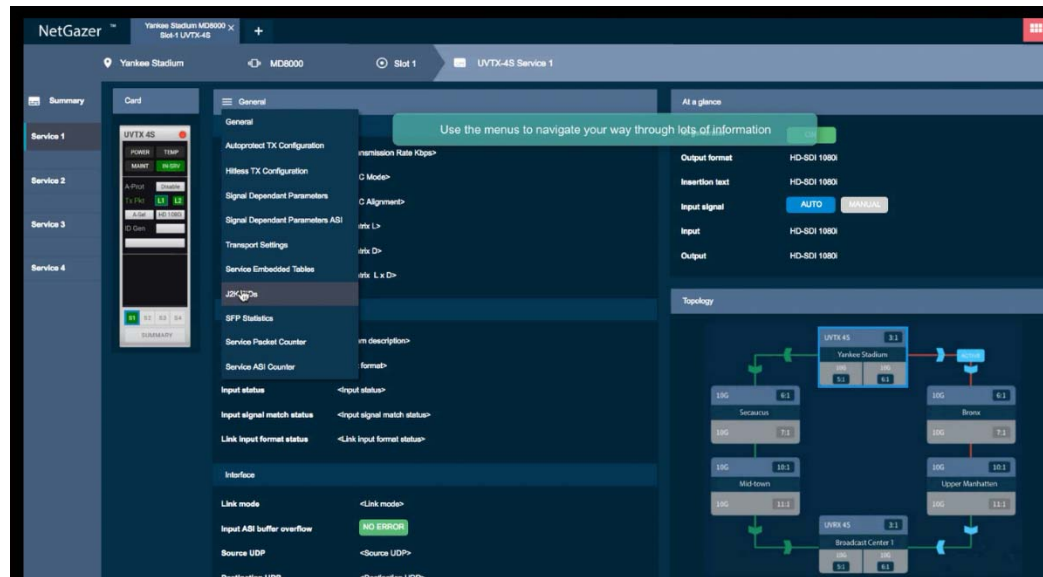 NetGazer ™
Yankee Stadium MD8000
Slot-1 UVTX-4S
×
+
Yankee Stadium
MD8000
Slot 1
UVTX-4S Service 1
Summary
Service 1
Service 2
Service 3
Service 4
Card
UVTX 4S
POWER TEMP
MAINT IN-SRV
A-Prot Disable
Tx Pkt L1 L2
A-Sel HD 1080i
ID Gen
S1 S2 S3 S4
SUMMARY
General
General
Autoprotect TX Configuration
Hitless TX Configuration
Signal Dependant Parameters
Signal Dependant Parameters ASI
Transport Settings
Service Embedded Tables
SFP Statistics
Service Packet Counter
Service ASI Counter
nsmission Rate Kbps>
C Mode>
C Alignment>
trix L>
trix D>
trix L x D>
m description>
format>
Input status <Input status>
Input signal match status <Input signal match status>
Link input format status <Link input format status>
Interface
Link mode <Link mode>
Input ASI buffer overflow NO ERROR
Source UDP <Source UDP>
Use the menus to navigate your way through lots of information
At a glance
Output format HD-SDI 1080i
Insertion text HD-SDI 1080i
Input signal AUTO MANUAL
Input HD-SDI 1080i
Output HD-SDI 1080i
Topology
UVTX 4S 3:1
Yankee Stadium
10G 10G
5:1 6:1
ACTIVE
10G 6:1
Secaucus
10G 7:1
10G 6:1
Bronx
10G 7:1
10G 10:1
Mid-town
10G 11:1
10G 10:1
Upper Manhatten
10G 11:1
UVRX 4S 3:1
Broadcast Center 1
10G 10G
5:1 6:1